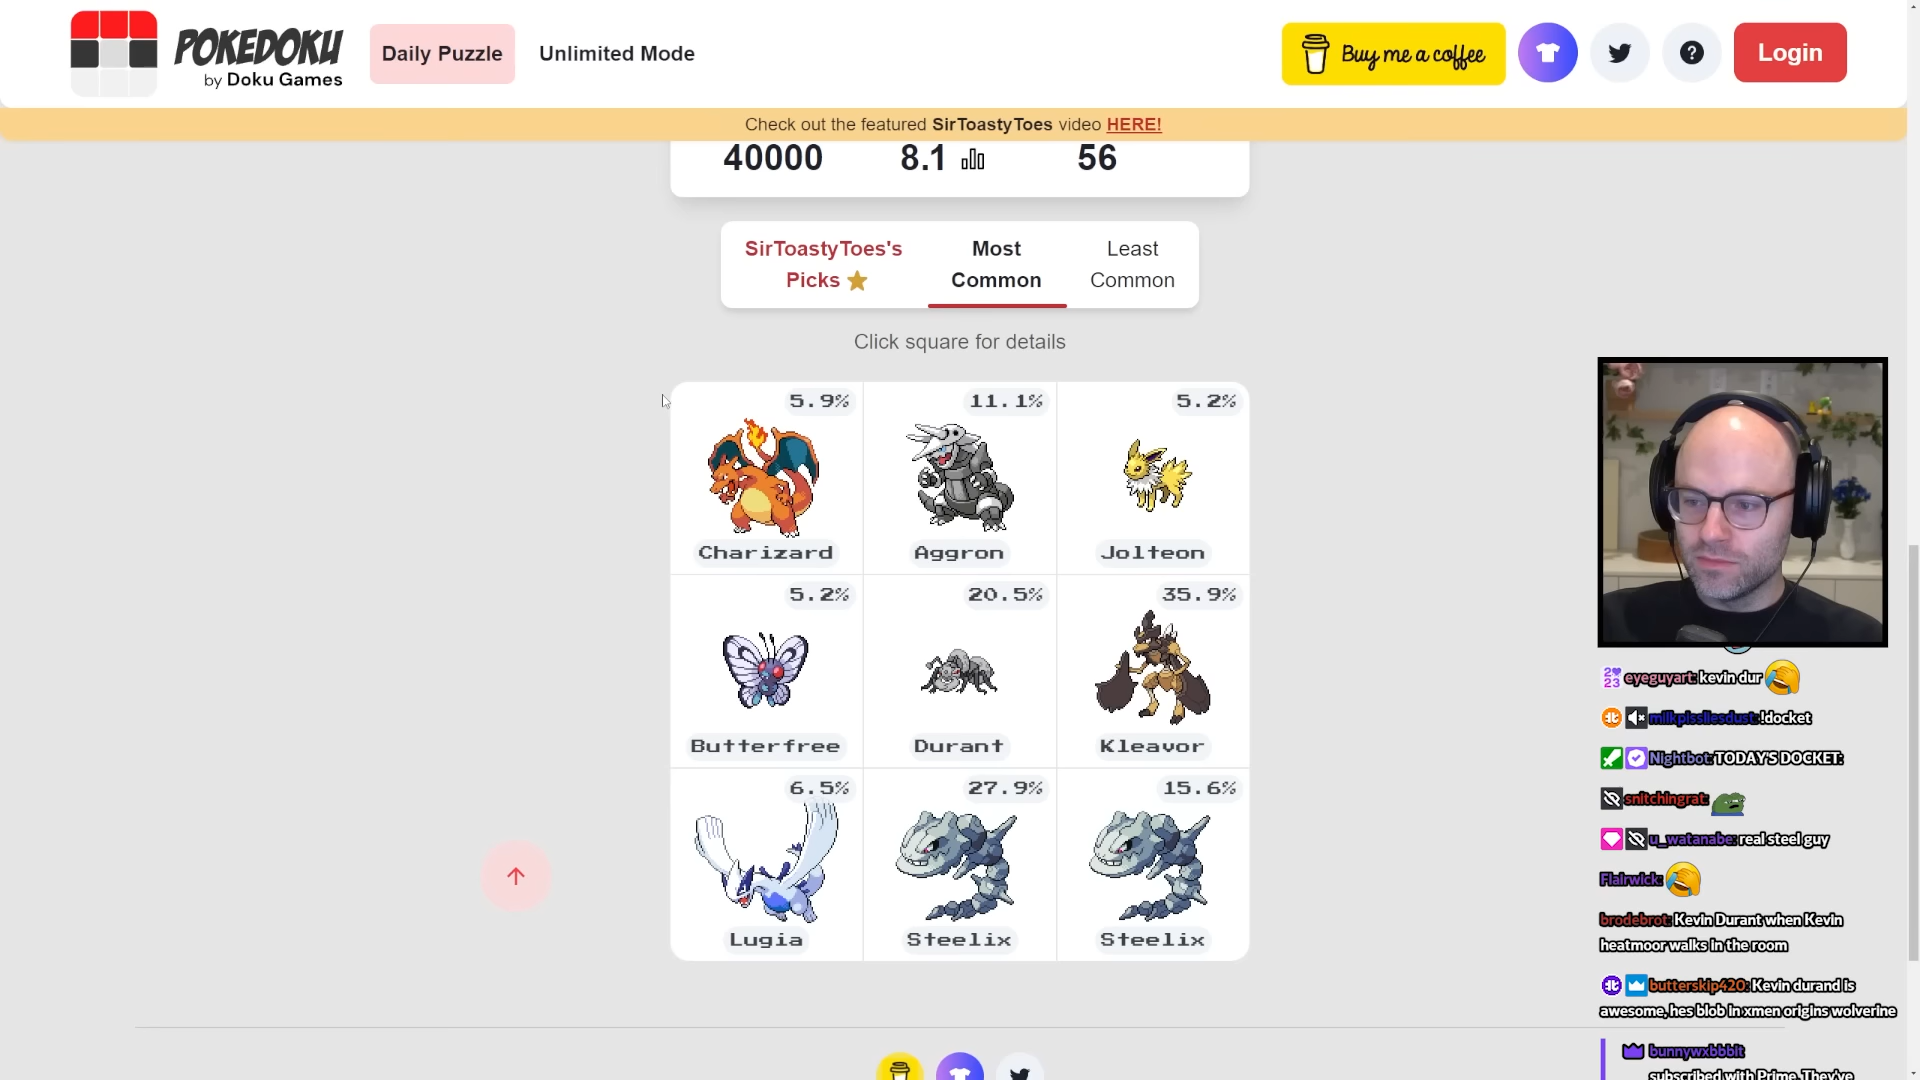 POKEDOKU
by Doku Games
Daily Puzzle
Unlimited Mode
Buy me a coffee
Login
Check out the featured SirToastyToes video HERE!
40000
8.1
56
SirToastyToes's
Picks
Most
Common
Least
Common
Click square for details
5.9%
11.1%
5.2%
Charizard
Aggron
Jolteon
5.2%
20.5%
35.9%
Butterfree
Durant
Kleavor
6.5%
27.9%
15.6%
Lugia
Steelix
Steelix
eyeguyart: kevin dur
milkpissliesdust: !docket
Nightbot: TODAY'S DOCKET:
snitchingrat:
u_watanabe: real steel guy
Flairwick:
brodebrot: Kevin Durant when Kevin
heatmoor walks in the room
butterskip420: Kevin durand is
awesome, hes blob in xmen origins wolverine
bunnywxbbbit
subscribed with Prime. They've